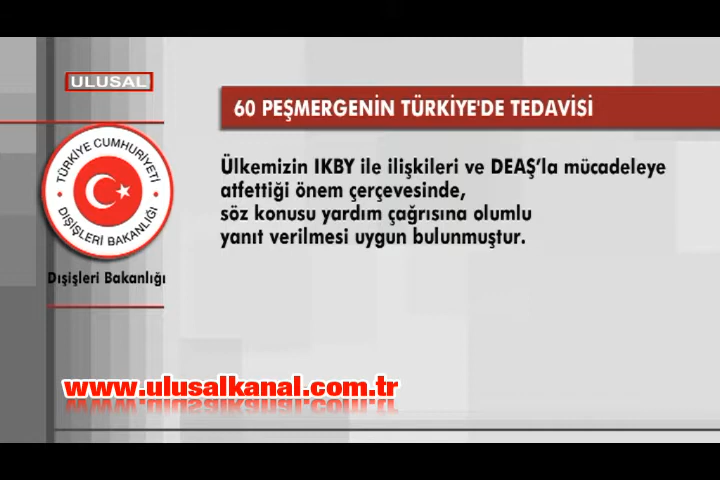 ULUSAL
60 PEŞMERGENİN TÜRKİYE'DE TEDAVİSİ
TÜRKİYE CUMHURİYETİ
DIŞİŞLERİ BAKANLIĞI
Dışişleri Bakanlığı
Ülkemizin IKBY ile ilişkileri ve DEAŞ‘la mücadeleye
atfettiği önem çerçevesinde,
söz konusu yardım çağrısına olumlu
yanıt verilmesi uygun bulunmuştur.
www.ulusalkanal.com.tr